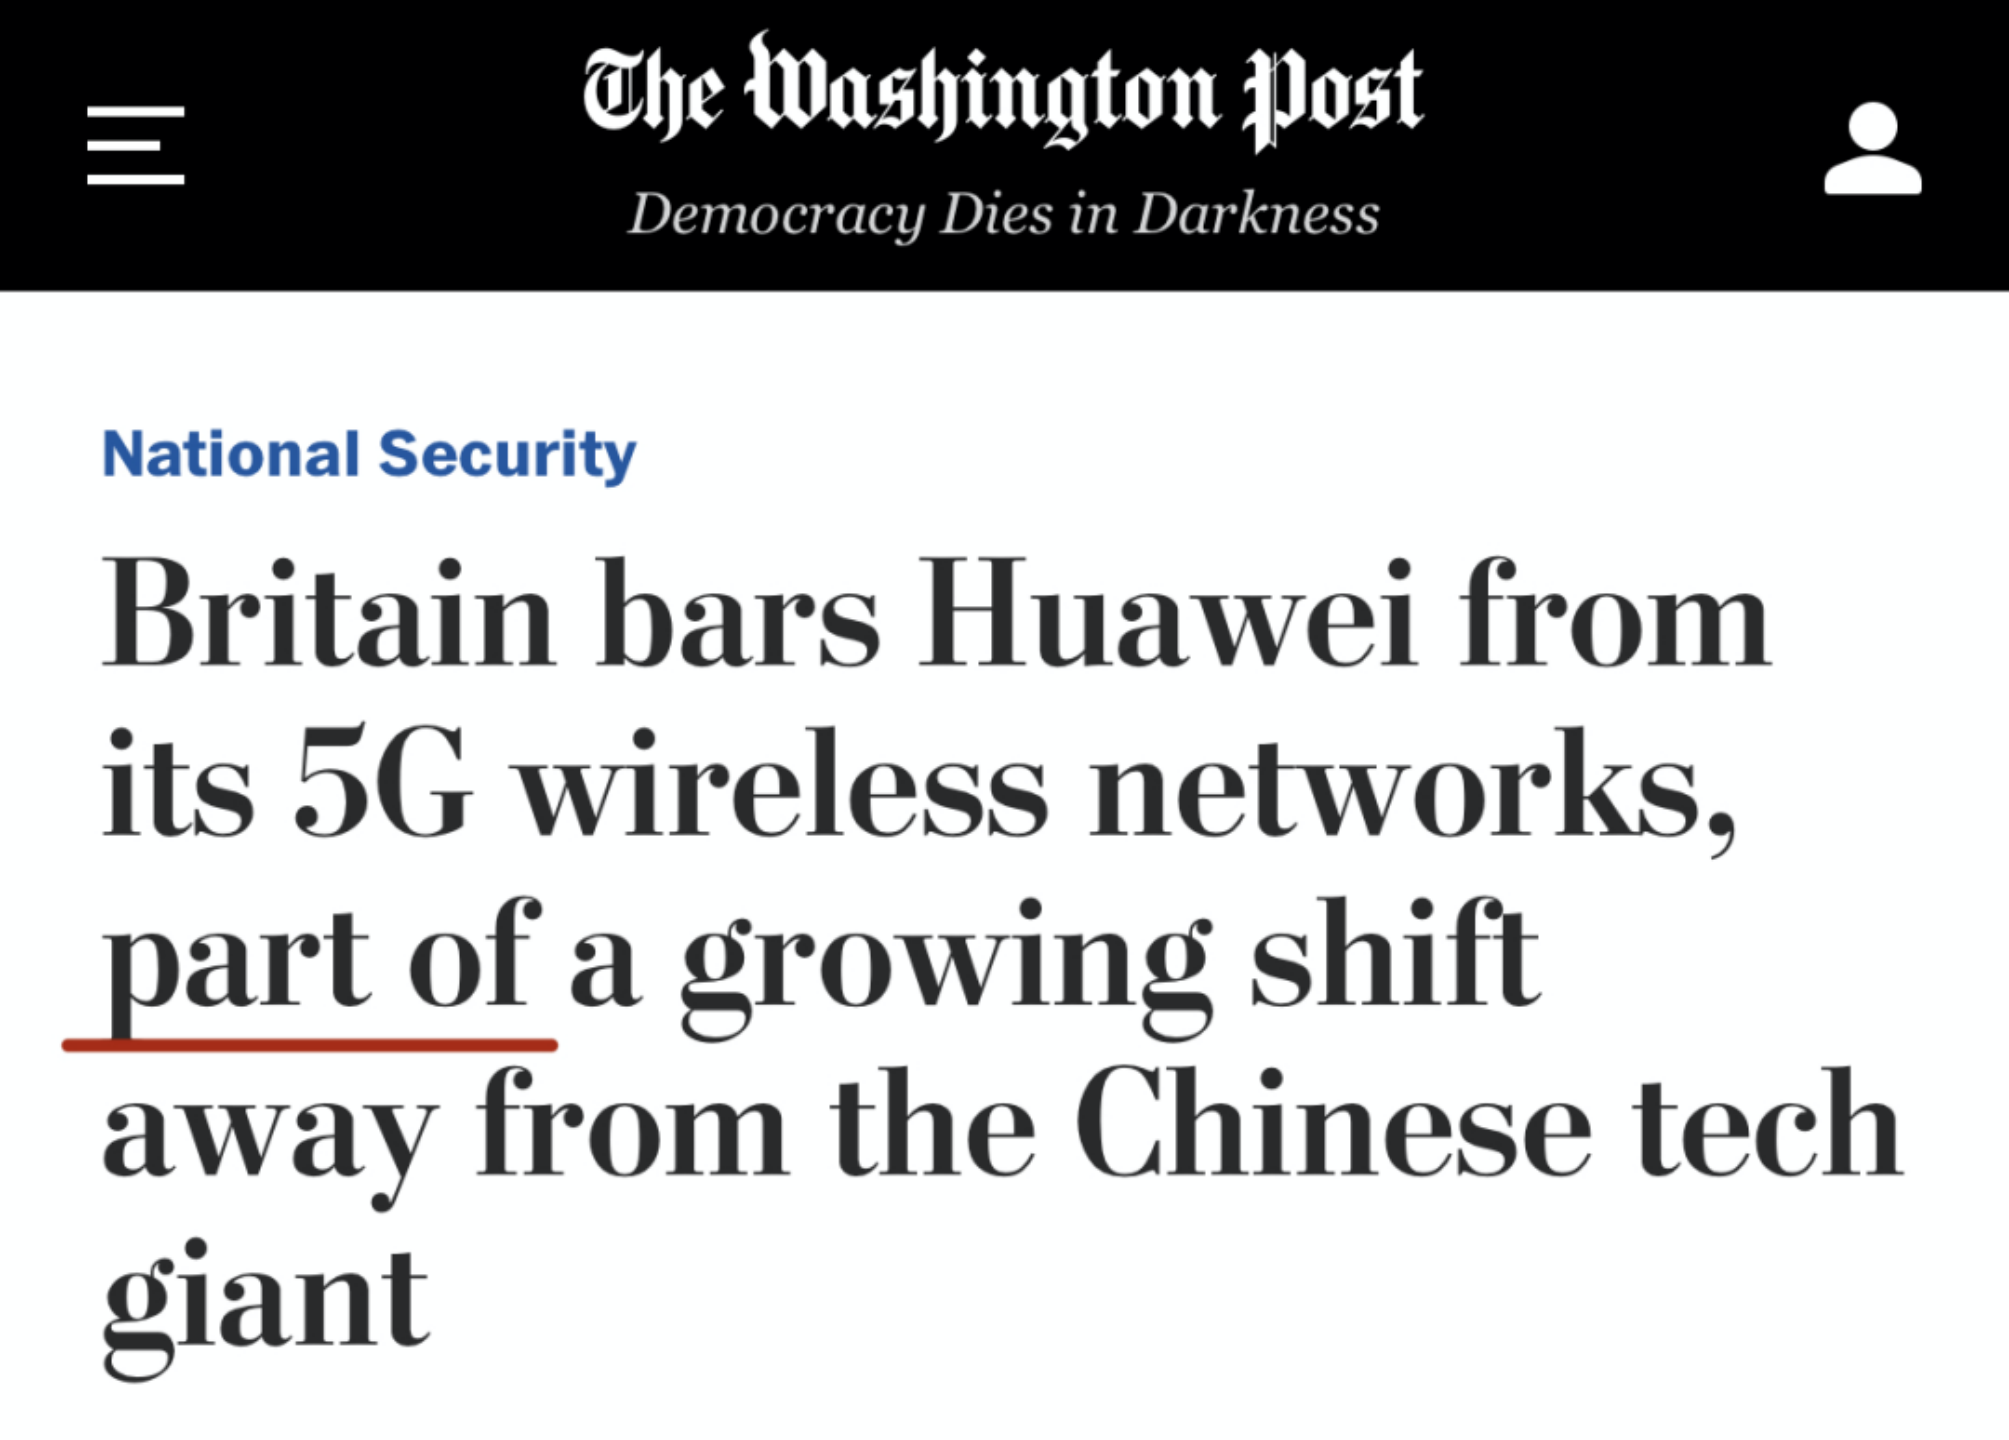 The Washington Post
Democracy Dies in Darkness
National Security
Britain bars Huawei from
its 5G wireless networks,
part of a growing shift
away from the Chinese tech
giant